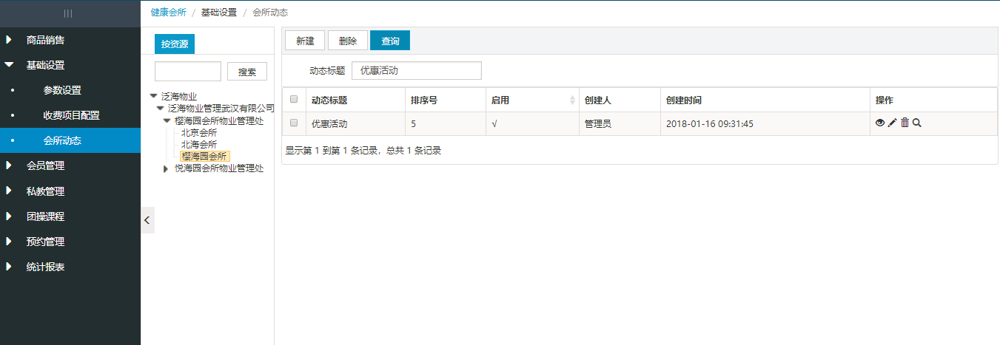 健康会所 / 基础设置 / 会所动态
商品销售
基础设置
参数设置
收费项目配置
会所动态
会员管理
私教管理
团操课程
预约管理
统计报表
按资源
搜索
泛海物业
泛海物业管理武汉有限公司
樱海园会所物业管理处
北京会所
北海会所
樱海园会所
悦海园会所物业管理处
新建 删除 查询
动态标题 优惠活动
动态标题 排序号 启用 创建人 创建时间 操作
优惠活动 5 √ 管理员 2018-01-16 09:31:45
显示第 1 到第 1 条记录，总共 1 条记录